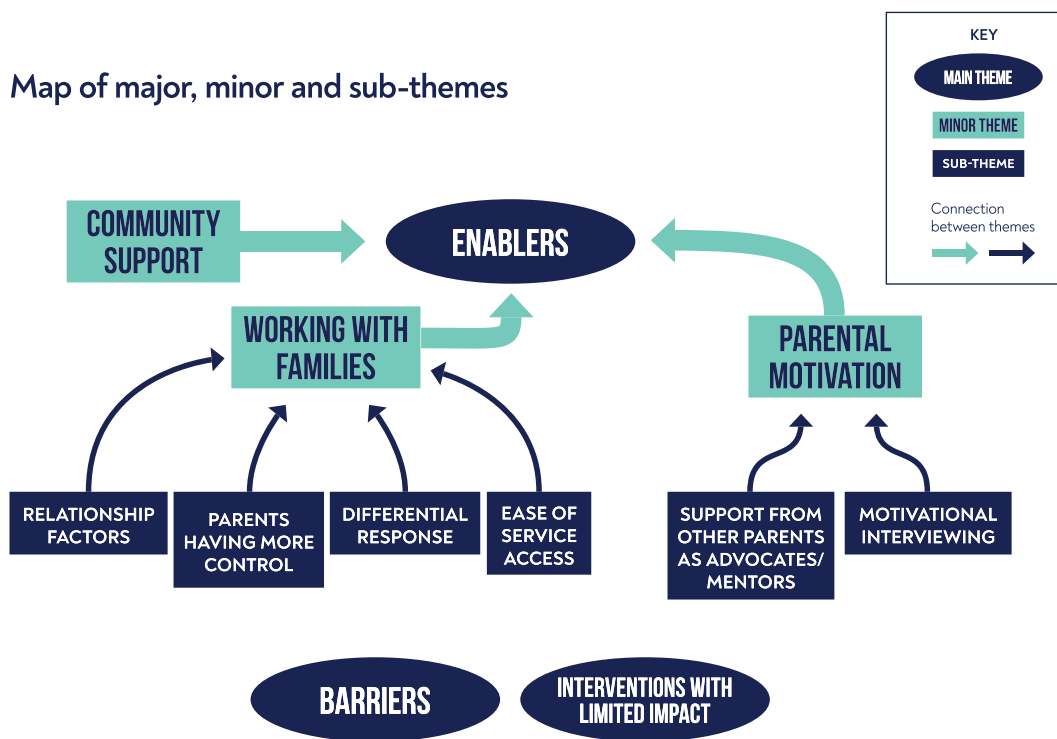 Map of major, minor and sub-themes
KEY
MAIN THEME
MINOR THEME
SUB-THEME
Connection
between themes
COMMUNITY
SUPPORT
ENABLERS
WORKING WITH
FAMILIES
PARENTAL
MOTIVATION
RELATIONSHIP
FACTORS
PARENTS
HAVING MORE
CONTROL
DIFFERENTIAL
RESPONSE
EASE OF
SERVICE
ACCESS
SUPPORT FROM
OTHER PARENTS
AS ADVOCATES/
MENTORS
MOTIVATIONAL
INTERVIEWING
BARRIERS
INTERVENTIONS WITH
LIMITED IMPACT